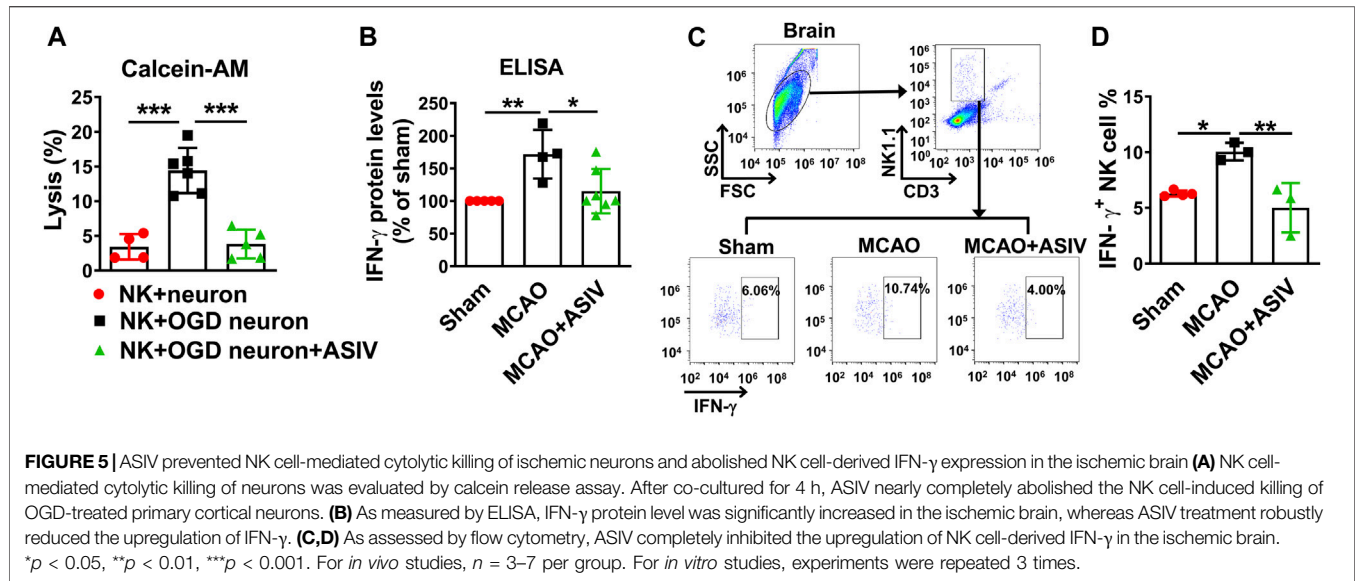 A
Calcein-AM
***
***
Lysis (%)
25
20
15
10
5
0
NK+neuron
NK+OGD neuron
NK+OGD neuron+ASIV
B
ELISA
**
*
IFN-γ protein levels
(% of sham)
250
200
150
100
50
0
Sham
MCAO
MCAO+ASIV
C
Brain
SSC
10⁶
10⁵
10⁴
10⁴ 10⁵ 10⁶ 10⁷ 10⁸
FSC
NK1.1
10⁶
10⁵
10⁴
10³
10²
10¹
10⁰
10⁰ 10² 10³ 10⁴ 10⁵ 10⁶
CD3
Sham
MCAO
MCAO+ASIV
6.06%
10.74%
4.00%
10⁶
10⁵
10⁴
10² 10⁴ 10⁶ 10⁸
10⁶
10⁵
10⁴
10² 10⁴ 10⁶ 10⁸
10⁶
10⁵
10⁴
10² 10⁴ 10⁶ 10⁸
IFN-γ
D
*
**
IFN- γ⁺ NK cell %
15
10
5
0
Sham
MCAO
MCAO+ASIV
FIGURE 5 | ASIV prevented NK cell-mediated cytolytic killing of ischemic neurons and abolished NK cell-derived IFN-γ expression in the ischemic brain (A) NK cell-
mediated cytolytic killing of neurons was evaluated by calcein release assay. After co-cultured for 4 h, ASIV nearly completely abolished the NK cell-induced killing of
OGD-treated primary cortical neurons. (B) As measured by ELISA, IFN-γ protein level was significantly increased in the ischemic brain, whereas ASIV treatment robustly
reduced the upregulation of IFN-γ. (C,D) As assessed by flow cytometry, ASIV completely inhibited the upregulation of NK cell-derived IFN-γ in the ischemic brain.
*p < 0.05, **p < 0.01, ***p < 0.001. For in vivo studies, n = 3–7 per group. For in vitro studies, experiments were repeated 3 times.